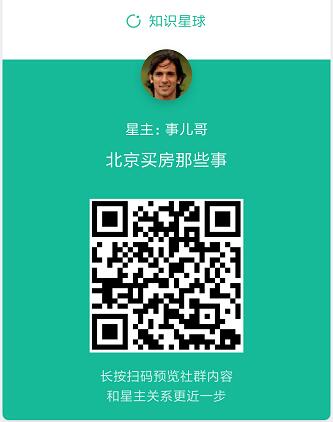 知识星球
星主：事儿哥
北京买房那些事
长按扫码预览社群内容
和星主关系更近一步